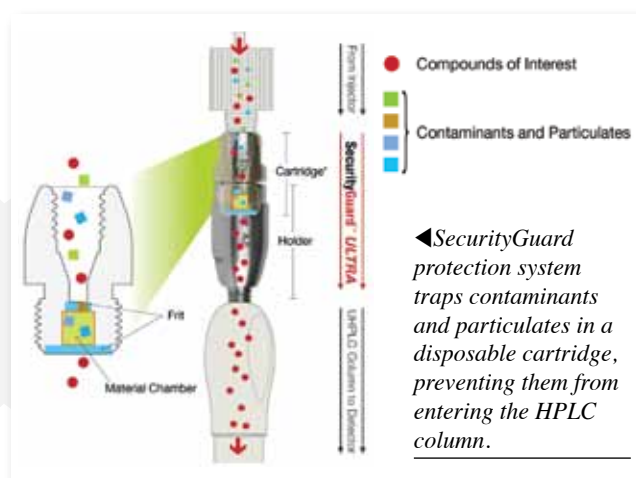 From Injector
Compounds of Interest
Contaminants and Particulates
Cartridge*
SecurityGuard™ ULTRA
Holder
Frit
Material Chamber
UHPLC Column to Detector
◀SecurityGuard
protection system
traps contaminants
and particulates in a
disposable cartridge,
preventing them from
entering the HPLC
column.